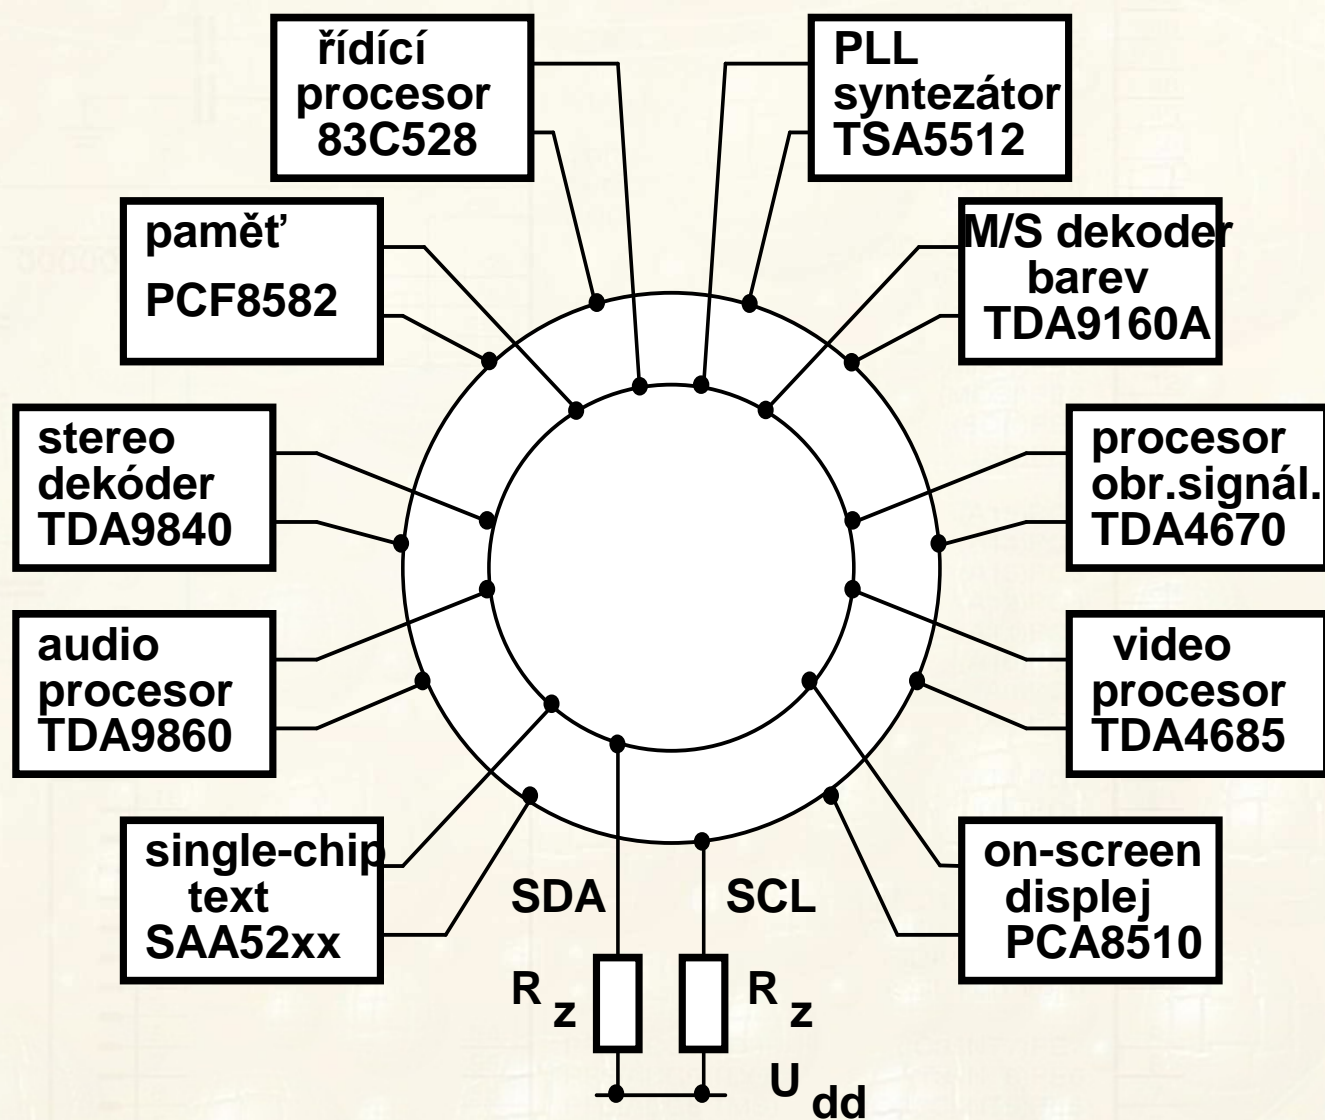 řídící
procesor
83C528
PLL
syntezátor
TSA5512
paměť
PCF8582
M/S dekoder
barev
TDA9160A
stereo
dekóder
TDA9840
procesor
obr.signál.
TDA4670
audio
procesor
TDA9860
video
procesor
TDA4685
single-chip
text
SAA52xx
on-screen
displej
PCA8510
SDA
SCL
R z
R z
U dd